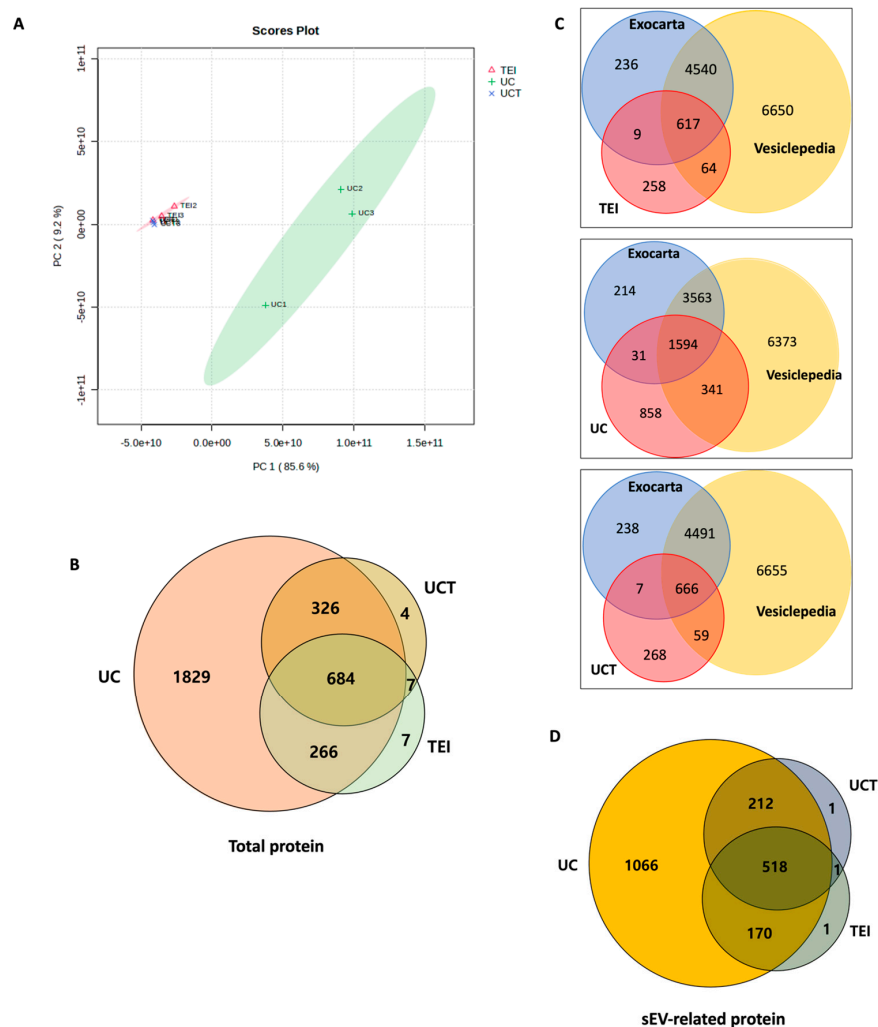 A
Scores Plot
TEI
UC
UCT
1e+11
5e+10
0e+00
-5e+10
-1e+11
PC 2 ( 9.2 %)
TEI2
TEI3
UC2
UC3
UC1
-5.0e+10 0.0e+00 5.0e+10 1.0e+11 1.5e+11
PC 1 ( 85.6 %)
B
UC
UCT
TEI
1829
326
4
684
7
266
7
Total protein
C
Exocarta
236
4540
6650
9
617
Vesiclepedia
64
258
TEI
Exocarta
214
3563
6373
31
1594
Vesiclepedia
341
858
UC
Exocarta
238
4491
6655
7
666
Vesiclepedia
59
268
UCT
D
UC
UCT
TEI
1066
212
1
518
1
170
1
sEV-related protein